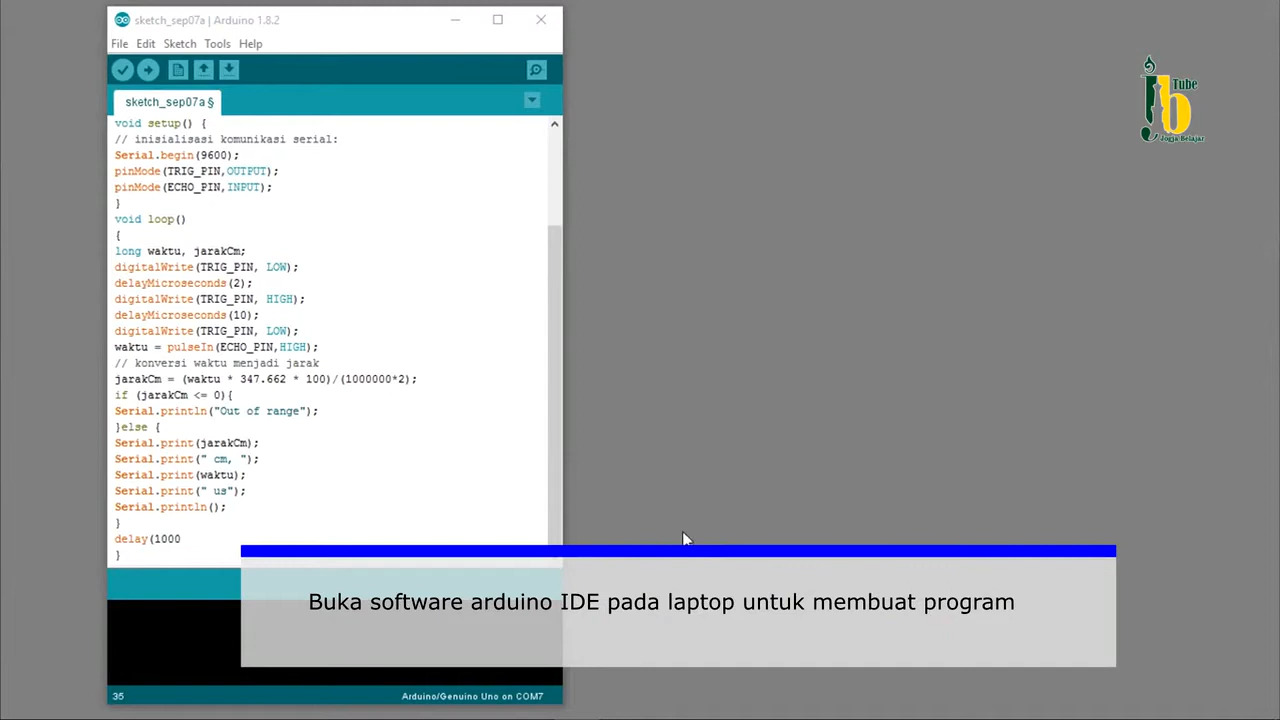 sketch_sep07a | Arduino 1.8.2
File Edit Sketch Tools Help
sketch_sep07a §
void setup() {
// inisialisasi komunikasi serial:
Serial.begin(9600);
pinMode(TRIG_PIN,OUTPUT);
pinMode(ECHO_PIN,INPUT);
}
void loop()
{
long waktu, jarakCm;
digitalWrite(TRIG_PIN, LOW);
delayMicroseconds(2);
digitalWrite(TRIG_PIN, HIGH);
delayMicroseconds(10);
digitalWrite(TRIG_PIN, LOW);
waktu = pulseIn(ECHO_PIN,HIGH);
// konversi waktu menjadi jarak
jarakCm = (waktu * 347.662 * 100)/(1000000*2);
if (jarakCm <= 0){
Serial.println("Out of range");
}else {
Serial.print(jarakCm);
Serial.print(" cm, ");
Serial.print(waktu);
Serial.print(" us");
Serial.println();
}
delay(1000
}
35 Arduino/Genuino Uno on COM7
Buka software arduino IDE pada laptop untuk membuat program
Tube
jb
Jogja Belajar